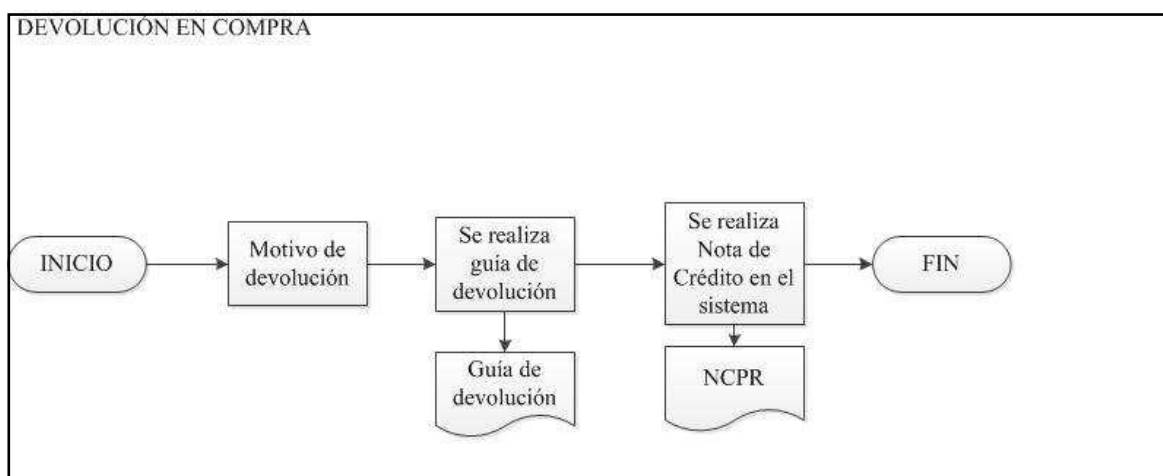 DEVOLUCIÓN EN COMPRA
INICIO
Motivo de
devolución
Se realiza
guía de
devolución
Guía de
devolución
Se realiza
Nota de
Crédito en el
sistema
NCPR
FIN